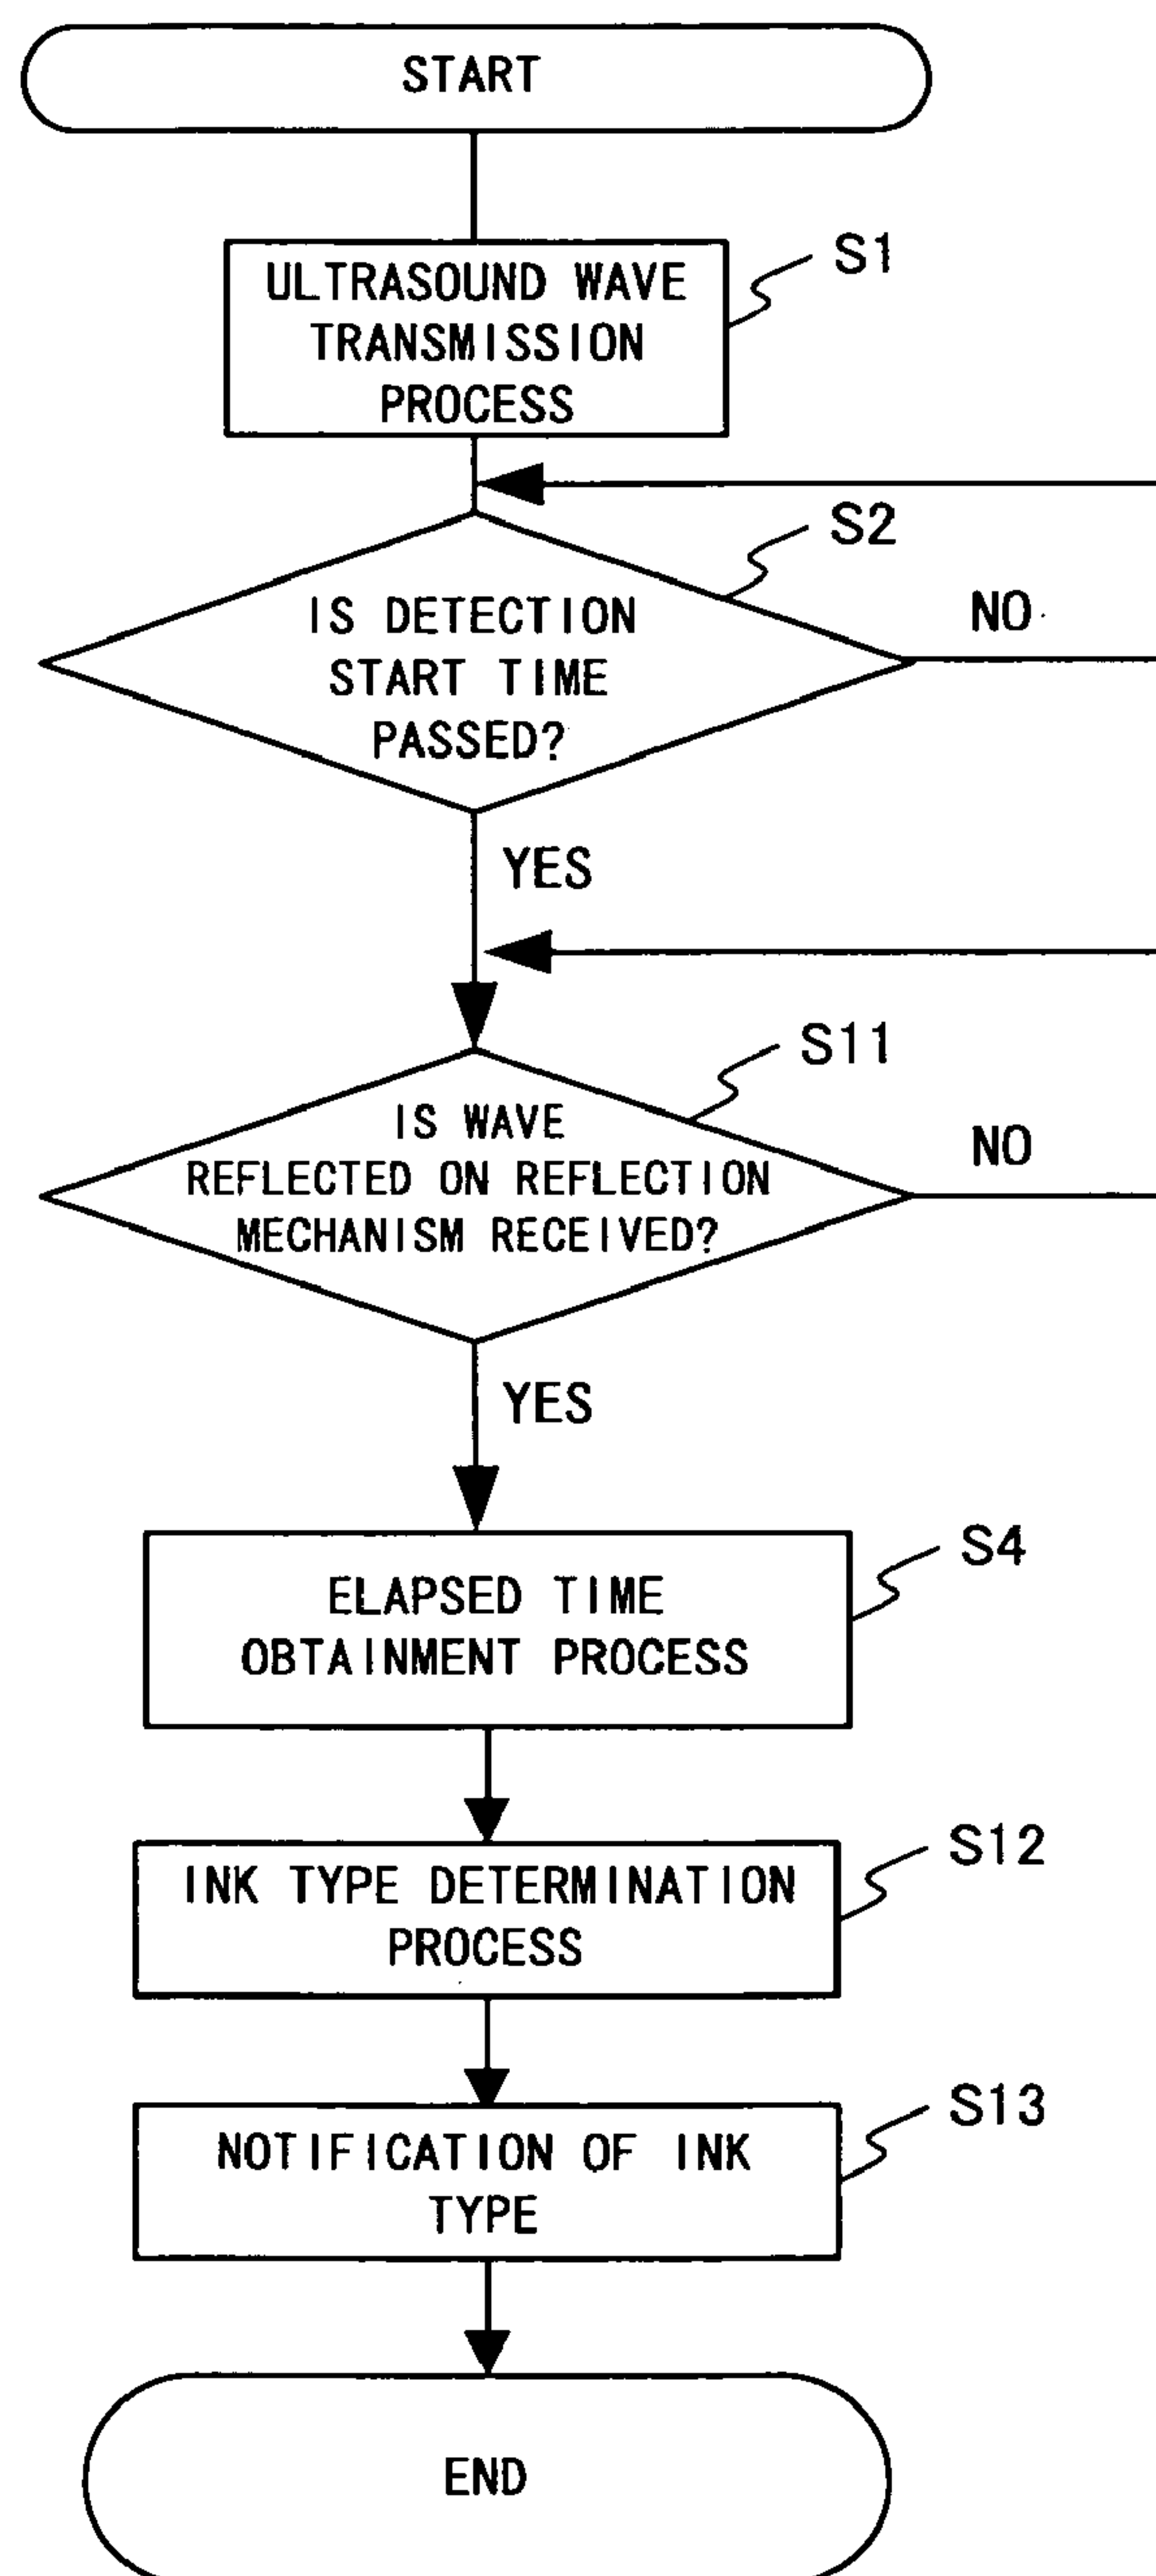 START
S1
ULTRASOUND WAVE
TRANSMISSION
PROCESS
S2
NO
IS DETECTION
START TIME
PASSED?
YES
S11
IS WAVE
NO
REFLECTED ON REFLECTION
MECHANISM RECEIVED?
YES
S4
ELAPSED TIME
OBTAINMENT PROCESS
S12
INK TYPE DETERMINATION
PROCESS
S13
NOTIFICATION OF INK
TYPE
END